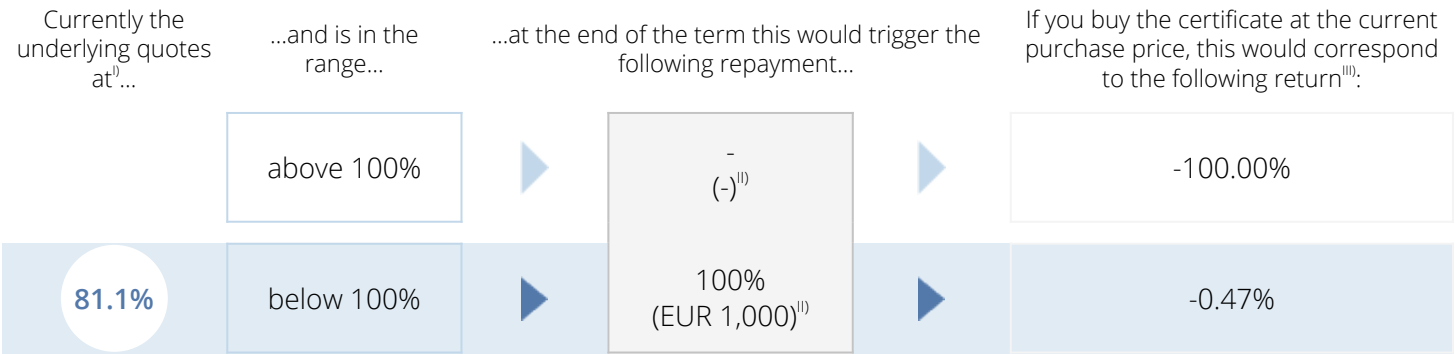 Currently the
underlying quotes
at^I)...
...and is in the
range...
...at the end of the term this would trigger the
following repayment...
If you buy the certificate at the current
purchase price, this would correspond
to the following return^III):
above 100%
-
(-)^II)
-100.00%
81.1%
below 100%
100%
(EUR 1,000)^II)
-0.47%